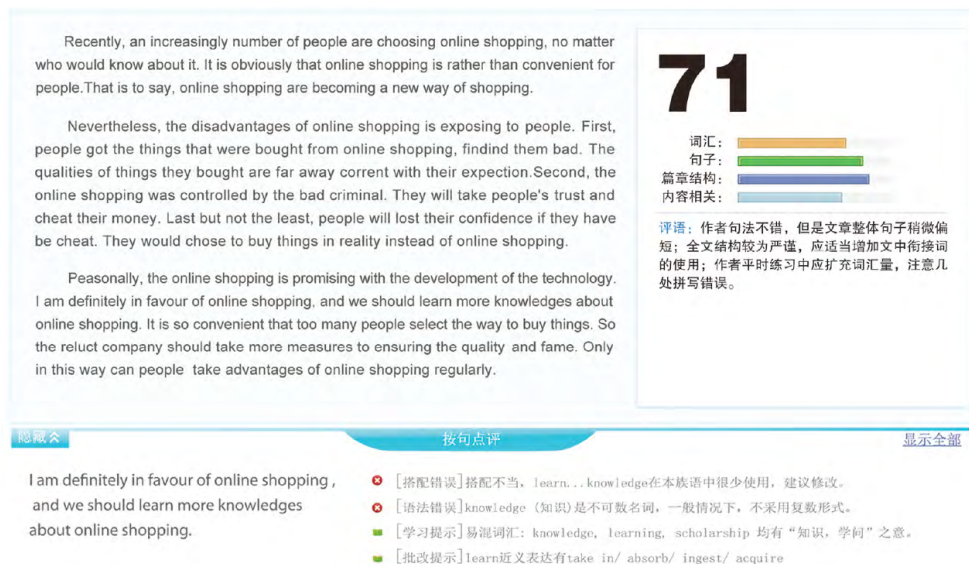 Recently, an increasingly number of people are choosing online shopping, no matter
who would know about it. It is obviously that online shopping is rather than convenient for
people.That is to say, online shopping are becoming a new way of shopping.
Nevertheless, the disadvantages of online shopping is exposing to people. First,
people got the things that were bought from online shopping, findind them bad. The
qualities of things they bought are far away corrent with their expection.Second, the
online shopping was controlled by the bad criminal. They will take people's trust and
cheat their money. Last but not the least, people will lost their confidence if they have
be cheat. They would chose to buy things in reality instead of online shopping.
Peasonally, the online shopping is promising with the development of the technology.
I am definitely in favour of online shopping, and we should learn more knowledges about
online shopping. It is so convenient that too many people select the way to buy things. So
the reluct company should take more measures to ensuring the quality and fame. Only
in this way can people take advantages of online shopping regularly.
71
词汇：
句子：
篇章结构：
内容相关：
评语：作者句法不错，但是文章整体句子稍微偏
短；全文结构较为严谨，应适当增加文中衔接词
的使用；作者平时练习中应扩充词汇量，注意几
处拼写错误。
隐藏
按句点评
显示全部
I am definitely in favour of online shopping ,
and we should learn more knowledges
about online shopping.
[搭配错误]搭配不当，learn...knowledge在本族语中很少使用，建议修改。
[语法错误]knowledge (知识)是不可数名词，一般情况下，不采用复数形式。
[学习提示]易混词汇：knowledge, learning, scholarship 均有“知识，学问”之意。
[批改提示]learn近义表达有take in/ absorb/ ingest/ acquire